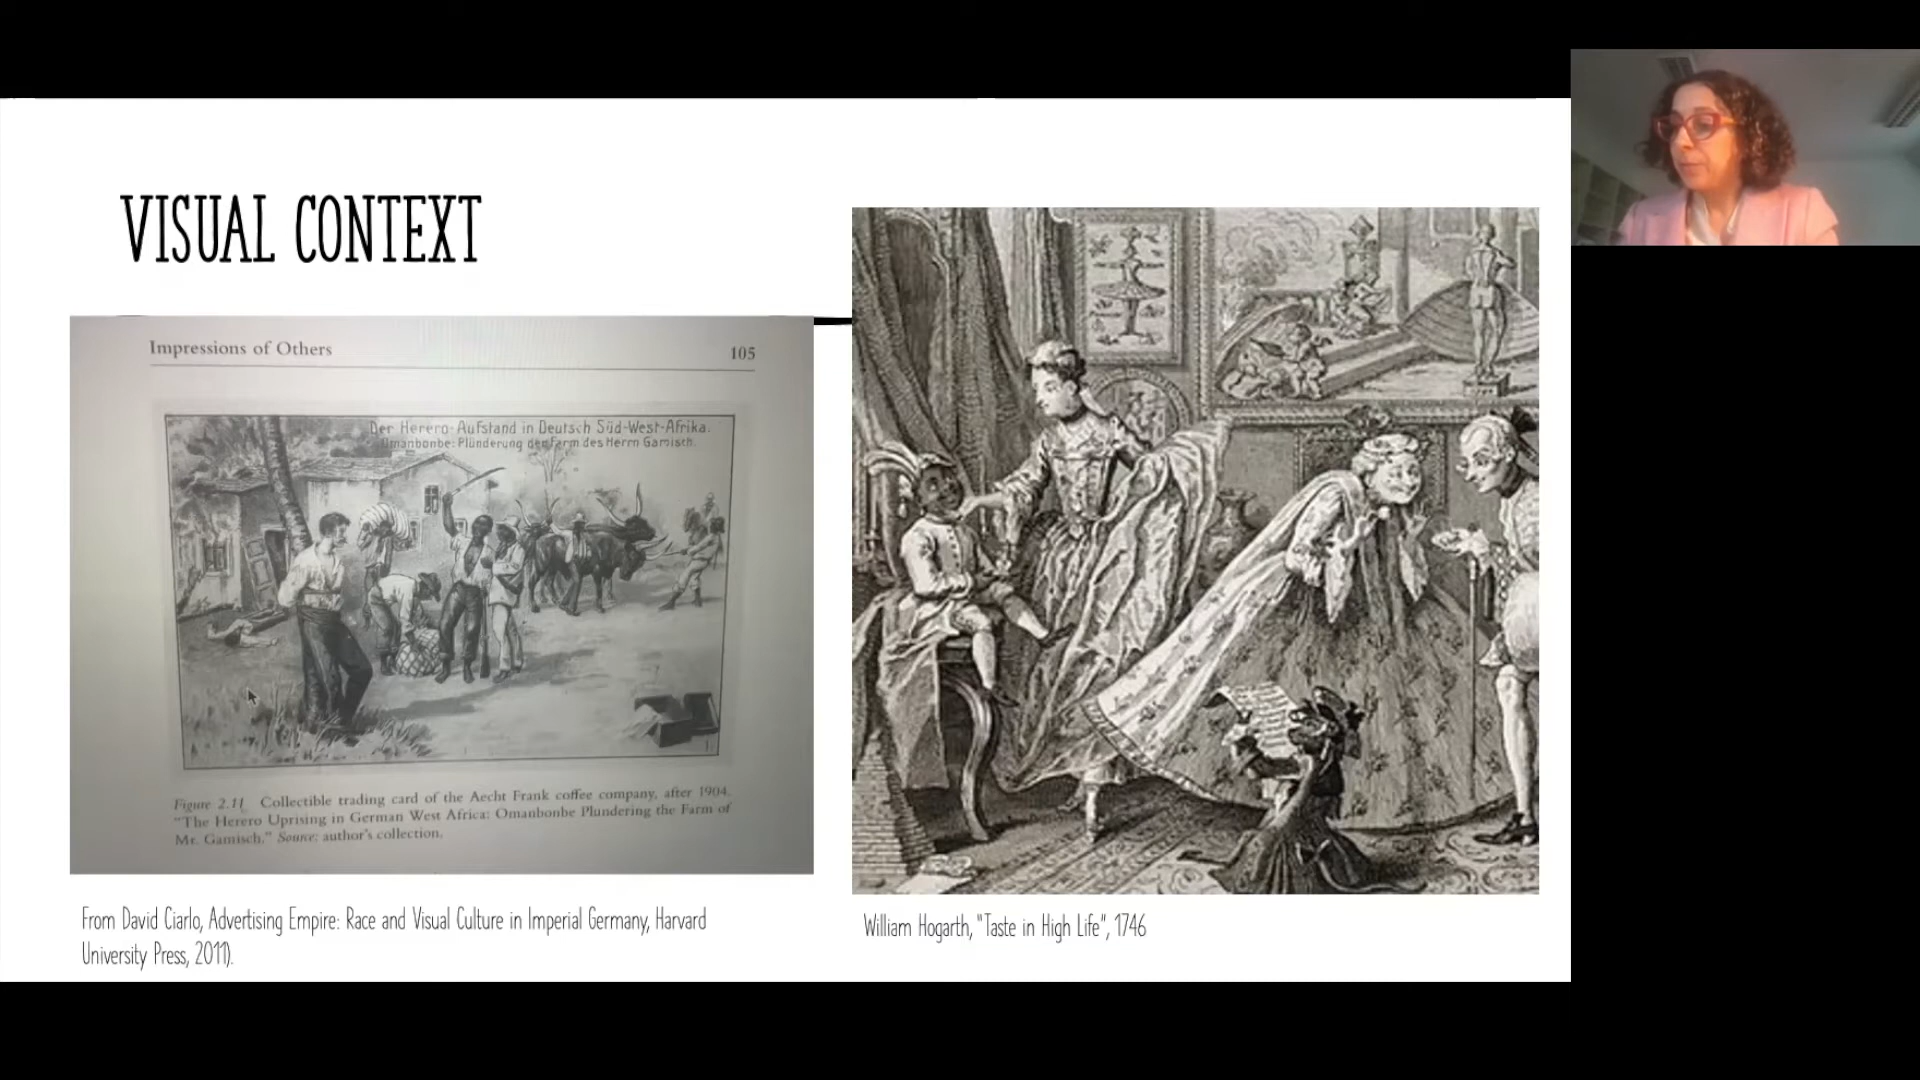 VISUAL CONTEXT
Impressions of Others 105
Der Herero-Aufstand in Deutsch Süd-West-Afrika.
Omanbonbe: Plünderung der Farm des Herrn Gamisch.
Figure 2.11 Collectible trading card of the Aecht Frank coffee company, after 1904.
"The Herero Uprising in German West Africa: Omanbonbe Plundering the Farm of
Mr. Gamisch." Source: author's collection.
From David Ciarlo, Advertising Empire: Race and Visual Culture in Imperial Germany, Harvard
University Press, 2011).
William Hogarth, "Taste in High Life", 1746